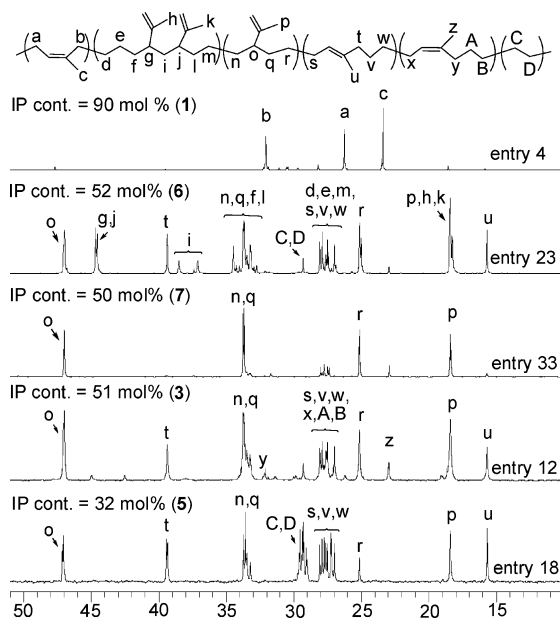 a b e h k p t w z A C
c d f g i j l m n o q r s u v x y B D
IP cont. = 90 mol % (1)
b a c
entry 4
IP cont. = 52 mol% (6)
o g,j t i n,q,f,l C,D d,e,m, s,v,w r p,h,k u
entry 23
IP cont. = 50 mol% (7)
o n,q r p
entry 33
IP cont. = 51 mol% (3)
o t n,q y s,v,w, x,A,B r z p u
entry 12
IP cont. = 32 mol% (5)
o t n,q C,D s,v,w r p u
entry 18
50 45 40 35 30 25 20 15